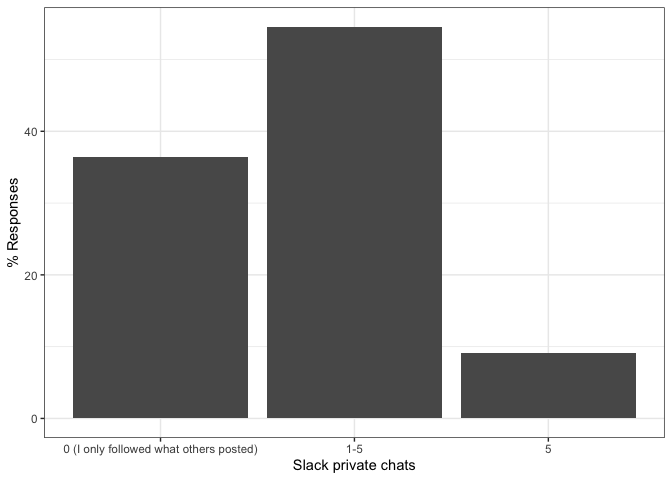 % Responses
40
20
0
0 (I only followed what others posted)
1-5
5
Slack private chats